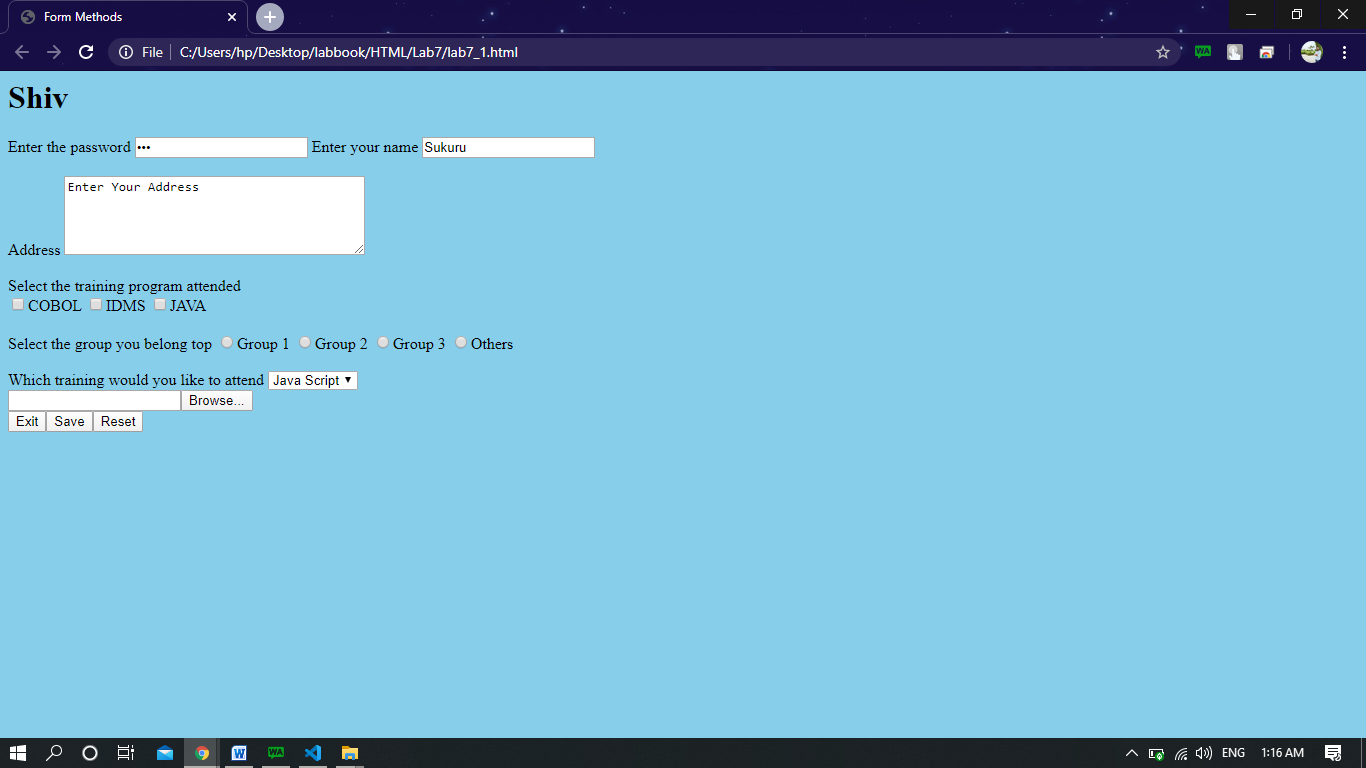 Form Methods
File C:/Users/hp/Desktop/labbook/HTML/Lab7/lab7_1.html
WA
Shiv
Enter the password ••• Enter your name Sukuru
Enter Your Address
Address
Select the training program attended
COBOL IDMS JAVA
Select the group you belong top Group 1 Group 2 Group 3 Others
Which training would you like to attend Java Script
Browse...
Exit Save Reset
W WA ENG 1:16 AM